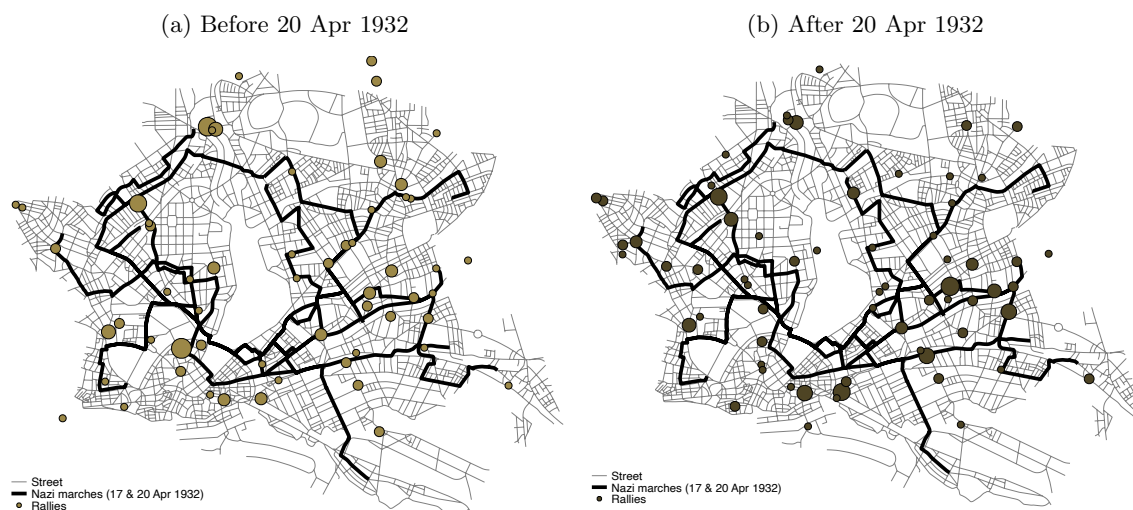 (a) Before 20 Apr 1932
(b) After 20 Apr 1932
Street
Nazi marches (17 & 20 Apr 1932)
Rallies
Street
Nazi marches (17 & 20 Apr 1932)
Rallies